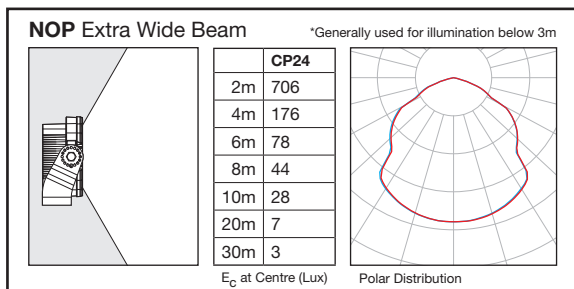 NOP Extra Wide Beam
*Generally used for illumination below 3m
CP24
2m 706
4m 176
6m 78
8m 44
10m 28
20m 7
30m 3
EC at Centre (Lux)
Polar Distribution